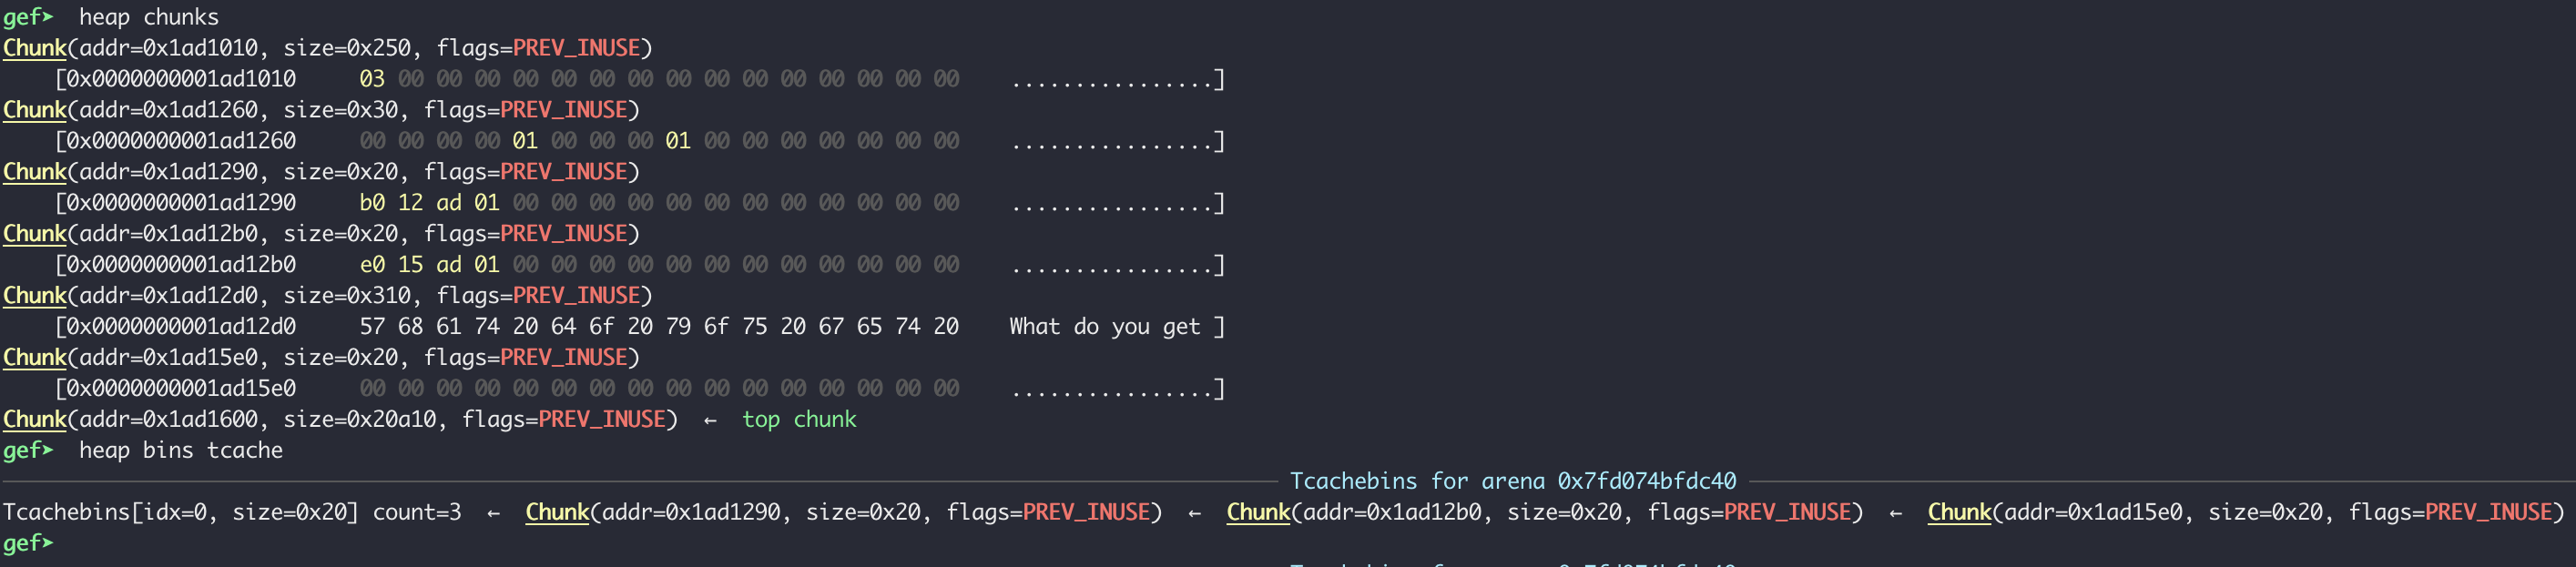 gef➤  heap chunks
Chunk(addr=0x1ad1010, size=0x250, flags=PREV_INUSE)
    [0x0000000001ad1010     03 00 00 00 00 00 00 00 00 00 00 00 00 00 00 00    ................]
Chunk(addr=0x1ad1260, size=0x30, flags=PREV_INUSE)
    [0x0000000001ad1260     00 00 00 00 01 00 00 00 01 00 00 00 00 00 00 00    ................]
Chunk(addr=0x1ad1290, size=0x20, flags=PREV_INUSE)
    [0x0000000001ad1290     b0 12 ad 01 00 00 00 00 00 00 00 00 00 00 00 00    ................]
Chunk(addr=0x1ad12b0, size=0x20, flags=PREV_INUSE)
    [0x0000000001ad12b0     e0 15 ad 01 00 00 00 00 00 00 00 00 00 00 00 00    ................]
Chunk(addr=0x1ad12d0, size=0x310, flags=PREV_INUSE)
    [0x0000000001ad12d0     57 68 61 74 20 64 6f 20 79 6f 75 20 67 65 74 20    What do you get ]
Chunk(addr=0x1ad15e0, size=0x20, flags=PREV_INUSE)
    [0x0000000001ad15e0     00 00 00 00 00 00 00 00 00 00 00 00 00 00 00 00    ................]
Chunk(addr=0x1ad1600, size=0x20a10, flags=PREV_INUSE)  ←  top chunk
gef➤  heap bins tcache
Tcachebins for arena 0x7fd074bfdc40
Tcachebins[idx=0, size=0x20] count=3  ←  Chunk(addr=0x1ad1290, size=0x20, flags=PREV_INUSE)  ←  Chunk(addr=0x1ad12b0, size=0x20, flags=PREV_INUSE)  ←  Chunk(addr=0x1ad15e0, size=0x20, flags=PREV_INUSE)
gef➤